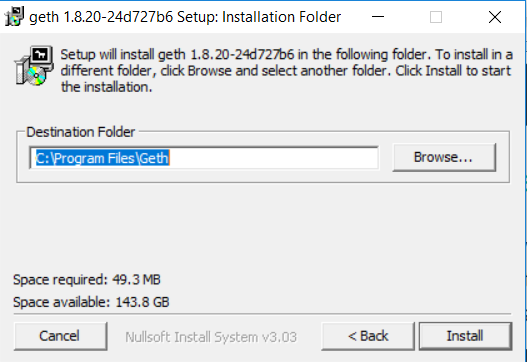 geth 1.8.20-24d727b6 Setup: Installation Folder
Setup will install geth 1.8.20-24d727b6 in the following folder. To install in a
different folder, click Browse and select another folder. Click Install to start
the installation.
Destination Folder
C:\Program Files\Geth
Browse...
Space required: 49.3 MB
Space available: 143.8 GB
Cancel
Nullsoft Install System v3.03
< Back
Install